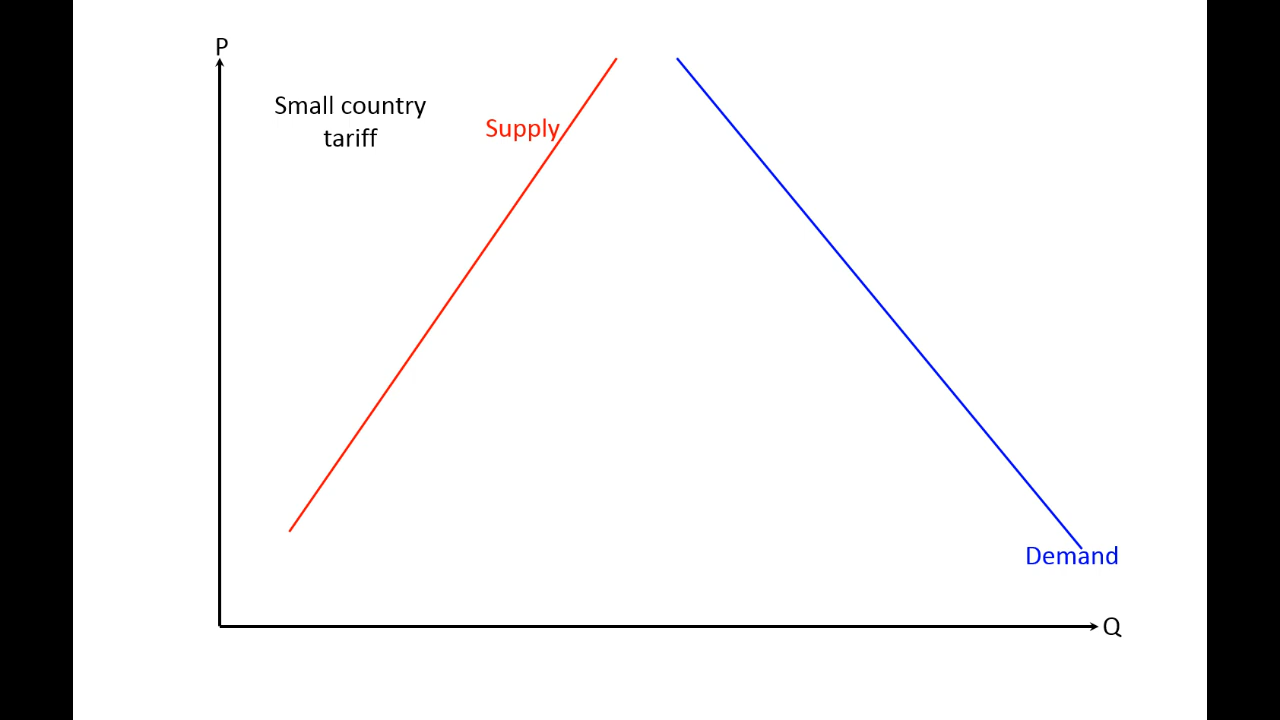 P
Small country
tariff
Supply
Demand
Q